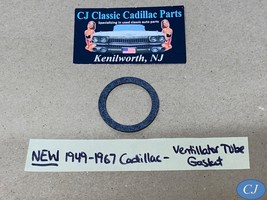 CJ Classic Cadillac Parts
Specializing in used classic auto parts
Kenilworth, NJ
NEW 1949-1967 Cadillac - Ventillator Tube
Gasket
CJ